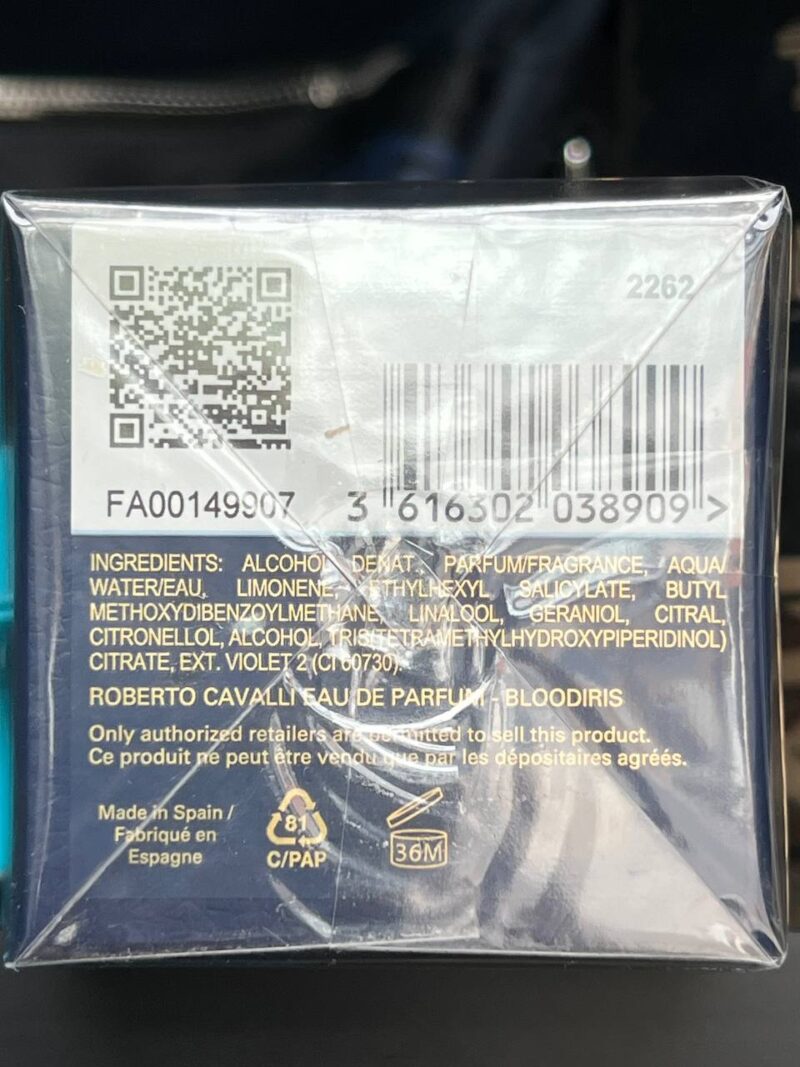 2262
FA00149907
3 616302 038909 >
INGREDIENTS: ALCOHOL DENAT., PARFUM/FRAGRANCE, AQUA/
WATER/EAU, LIMONENE, ETHYLHEXYL SALICYLATE, BUTYL
METHOXYDIBENZOYLMETHANE, LINALOOL, GERANIOL, CITRAL,
CITRONELLOL, ALCOHOL, TRIS(TETRAMETHYLHYDROXYPIPERIDINOL)
CITRATE, EXT. VIOLET 2 (CI 60730).
ROBERTO CAVALLI EAU DE PARFUM - BLOODIRIS
Only authorized retailers are permitted to sell this product.
Ce produit ne peut être vendu que par les dépositaires agréés.
Made in Spain /
Fabriqué en
Espagne
81
C/PAP
36M